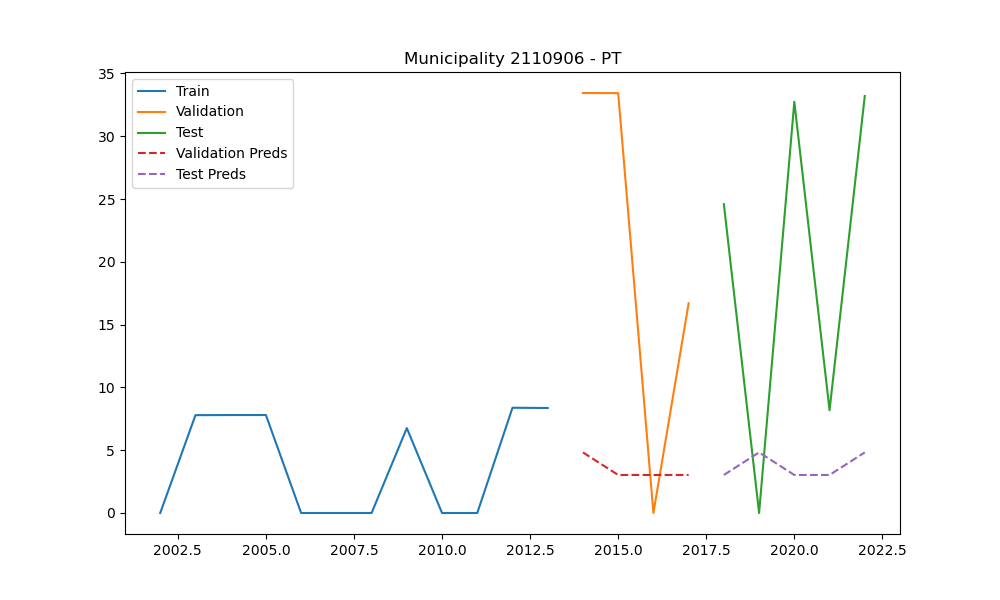 Municipality 2110906 - PT
Train
Validation
Test
Validation Preds
Test Preds
35
30
25
20
15
10
5
0
2002.5 2005.0 2007.5 2010.0 2012.5 2015.0 2017.5 2020.0 2022.5